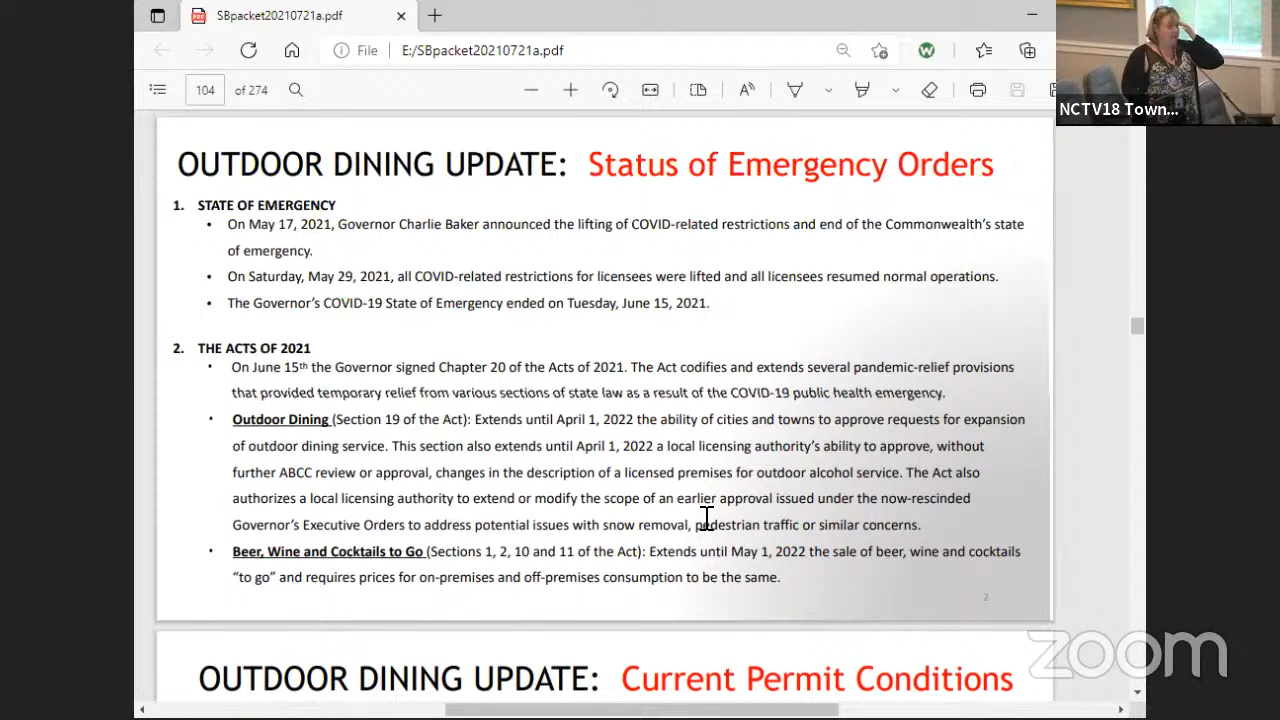 SBpacket20210721a.pdf
File
E:/SBpacket20210721a.pdf
104
of 274
NCTV18 Town...
OUTDOOR DINING UPDATE: Status of Emergency Orders
1. STATE OF EMERGENCY
• On May 17, 2021, Governor Charlie Baker announced the lifting of COVID-related restrictions and end of the Commonwealth's state
of emergency.
• On Saturday, May 29, 2021, all COVID-related restrictions for licensees were lifted and all licensees resumed normal operations.
• The Governor's COVID-19 State of Emergency ended on Tuesday, June 15, 2021.
2. THE ACTS OF 2021
• On June 15th the Governor signed Chapter 20 of the Acts of 2021. The Act codifies and extends several pandemic-relief provisions
that provided temporary relief from various sections of state law as a result of the COVID-19 public health emergency.
• Outdoor Dining (Section 19 of the Act): Extends until April 1, 2022 the ability of cities and towns to approve requests for expansion
of outdoor dining service. This section also extends until April 1, 2022 a local licensing authority's ability to approve, without
further ABCC review or approval, changes in the description of a licensed premises for outdoor alcohol service. The Act also
authorizes a local licensing authority to extend or modify the scope of an earlier approval issued under the now-rescinded
Governor's Executive Orders to address potential issues with snow removal, pedestrian traffic or similar concerns.
• Beer, Wine and Cocktails to Go (Sections 1, 2, 10 and 11 of the Act): Extends until May 1, 2022 the sale of beer, wine and cocktails
"to go" and requires prices for on-premises and off-premises consumption to be the same.
2
OUTDOOR DINING UPDATE: Current Permit Conditions
zoom